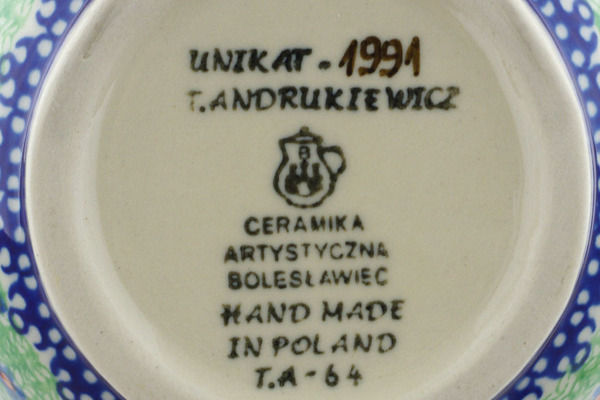 UNIKAT - 1991
T. ANDRUKIEWICZ
B
CERAMIKA
ARTYSTYCZNA
BOLESŁAWIEC
HAND MADE
IN POLAND
T.A - 64